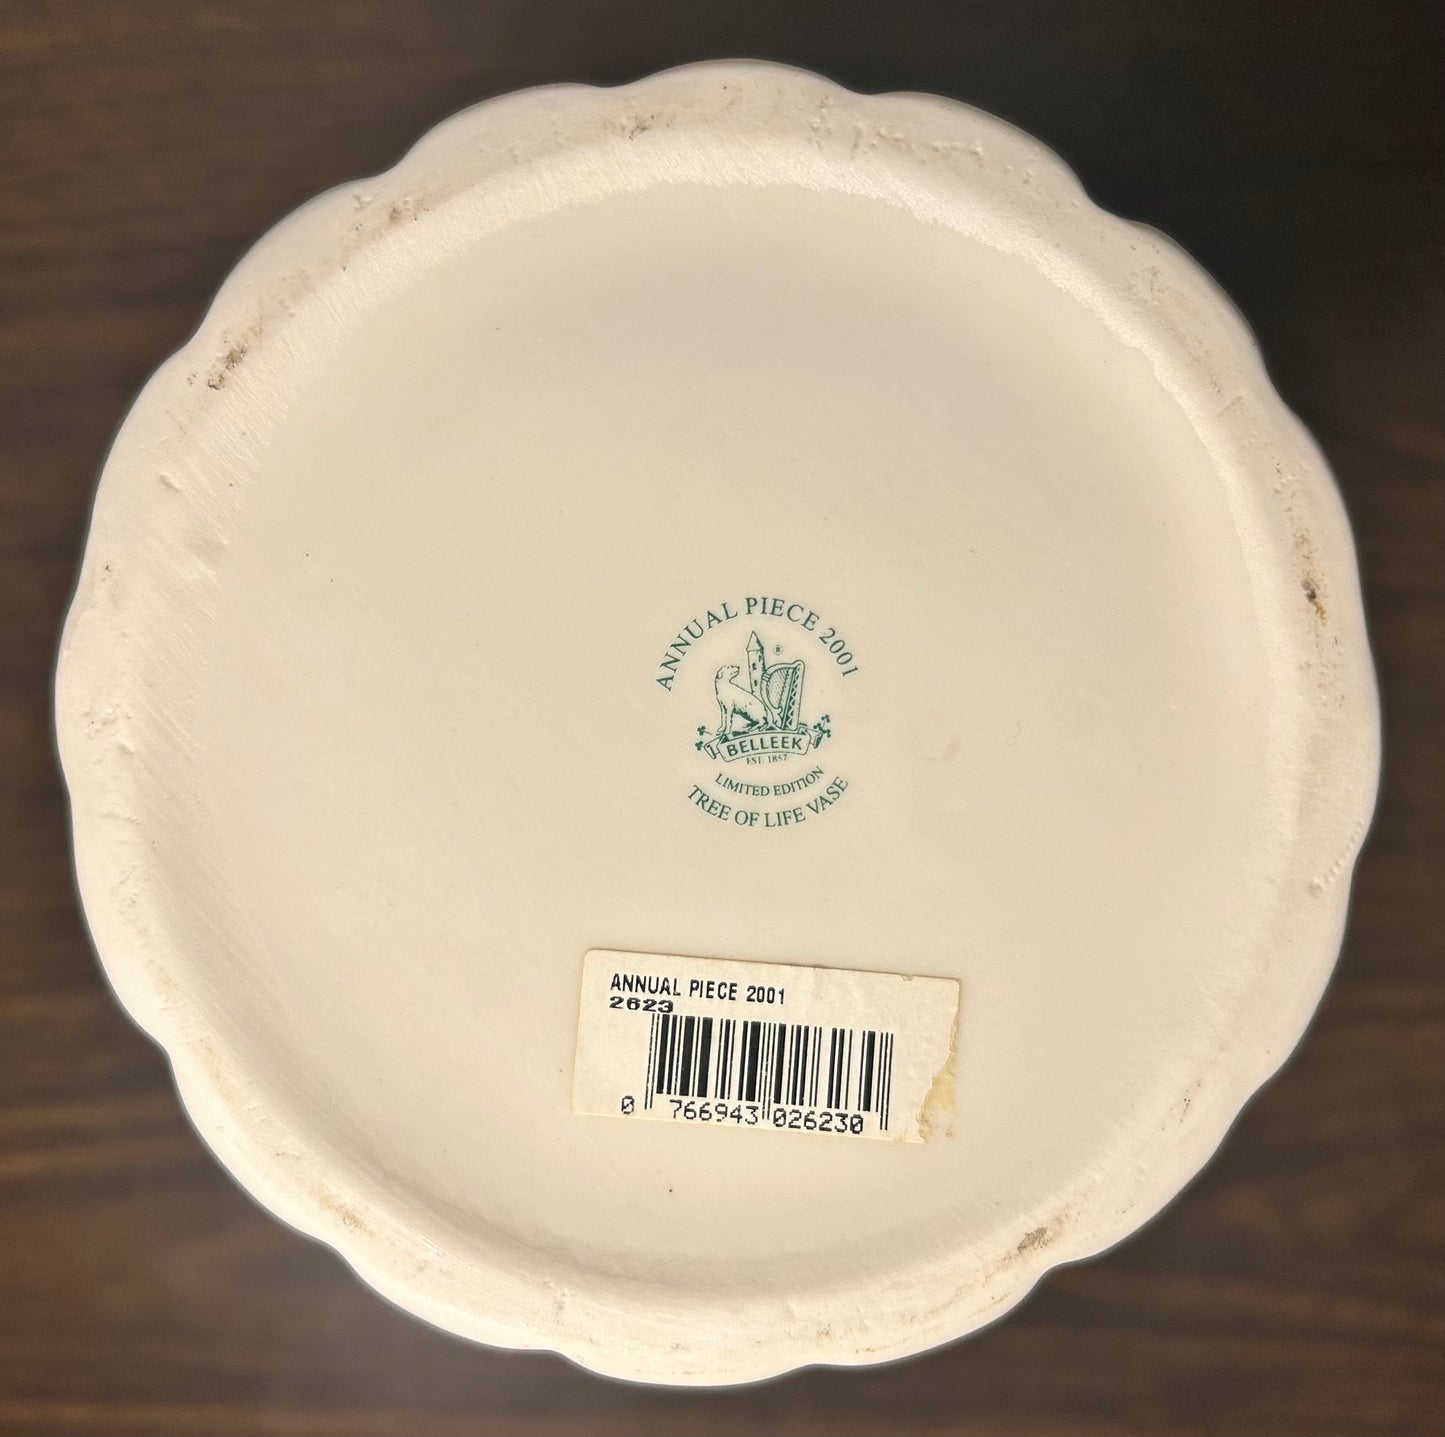 ANNUAL PIECE 2001
®
BELLEEK
EST. 1857
LIMITED EDITION
TREE OF LIFE VASE
ANNUAL PIECE 2001
2623
0 766943 026230